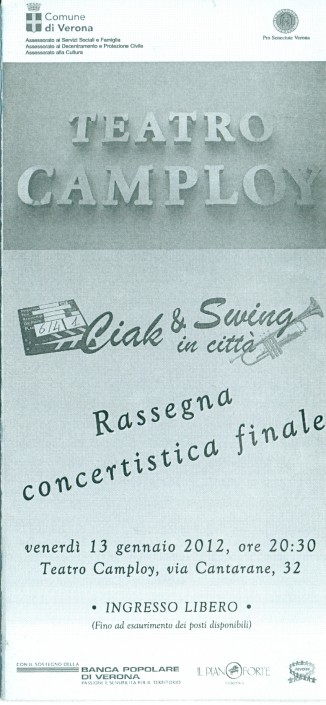 Comune
di Verona
Assessorato ai Servizi Sociali e Famiglia
Assessorato al Decentramento e Protezione Civile
Assessorato alla Cultura
Pro Senectute Verona
TEATRO
CAMPLOY
6/4 1
Ciak & Swing
in città
Rassegna
concertistica finale
venerdì 13 gennaio 2012, ore 20:30
Teatro Camploy, via Cantarane, 32
• INGRESSO LIBERO •
(Fino ad esaurimento dei posti disponibili)
CON IL SOSTEGNO DELLA
BANCA POPOLARE
DI VERONA
IL PIANOFORTE